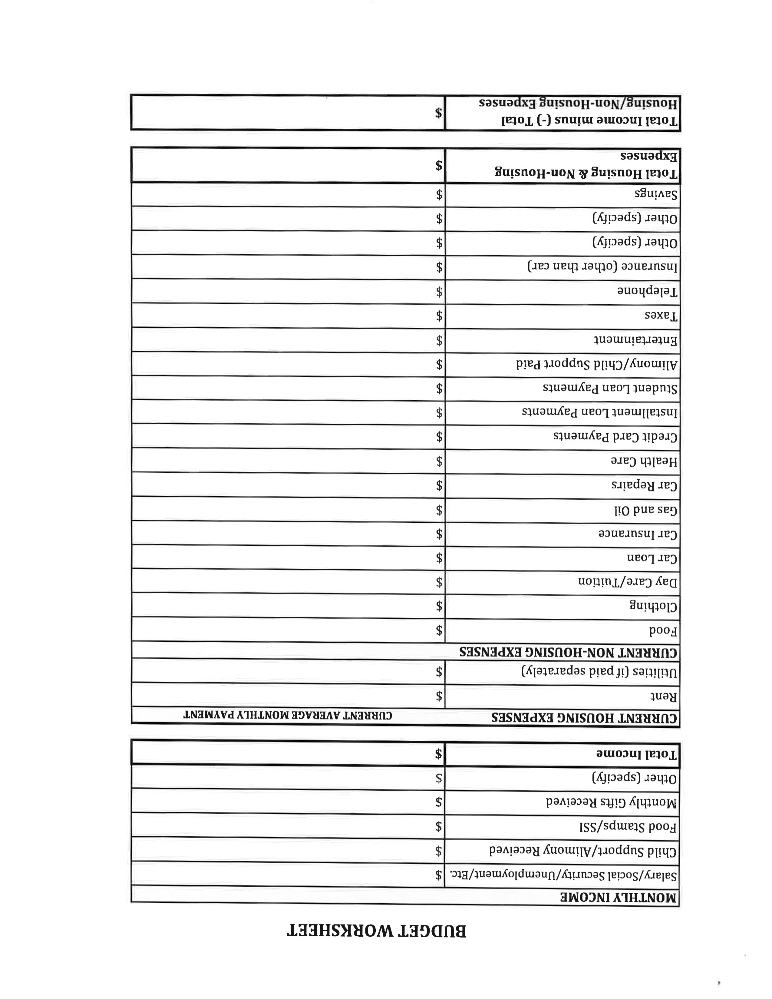 BUDGET WORKSHEET
MONTHLY INCOME
Salary/Social Security/Unemployment/Etc. $
Child Support/Alimony Received $
Food Stamps/SSI $
Monthly Gifts Received $
Other (specify) $
Total Income $
CURRENT HOUSING EXPENSES CURRENT AVERAGE MONTHLY PAYMENT
Rent $
Utilities (if paid separately) $
CURRENT NON-HOUSING EXPENSES
Food $
Clothing $
Day Care/Tuition $
Car Loan $
Car Insurance $
Gas and Oil $
Car Repairs $
Health Care $
Credit Card Payments $
Installment Loan Payments $
Student Loan Payments $
Alimony/Child Support Paid $
Entertainment $
Taxes $
Telephone $
Insurance (other than car) $
Other (specify) $
Other (specify) $
Savings $
Total Housing & Non-Housing
Expenses $
Total Income minus (-) Total
Housing/Non-Housing Expenses $